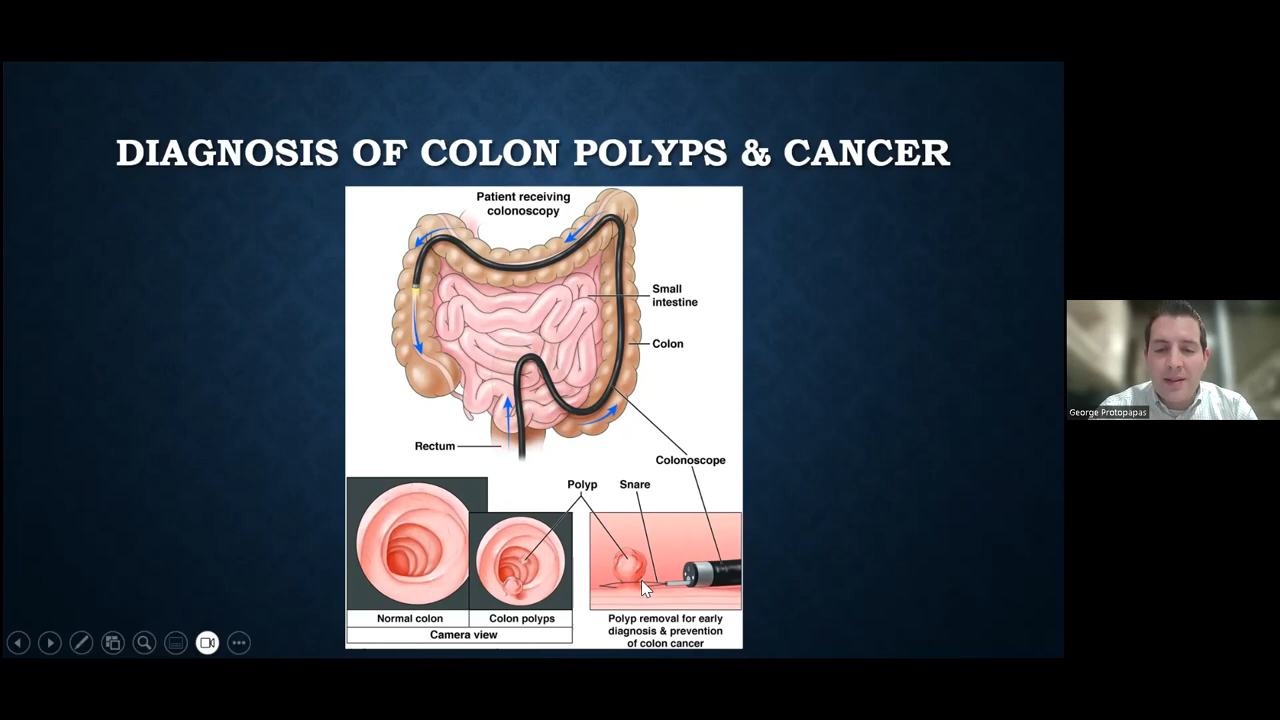 DIAGNOSIS OF COLON POLYPS & CANCER
Patient receiving
colonoscopy
Small
intestine
Colon
Rectum
Colonoscope
Polyp
Snare
Normal colon
Colon polyps
Camera view
Polyp removal for early
diagnosis & prevention
of colon cancer
George Protopapas